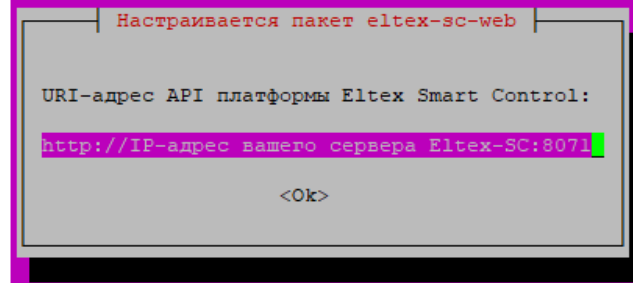 Настраивается пакет eltex-sc-web
URI-адрес API платформы Eltex Smart Control:
http://IP-адрес вашего сервера Eltex-SC:8071
<Ok>